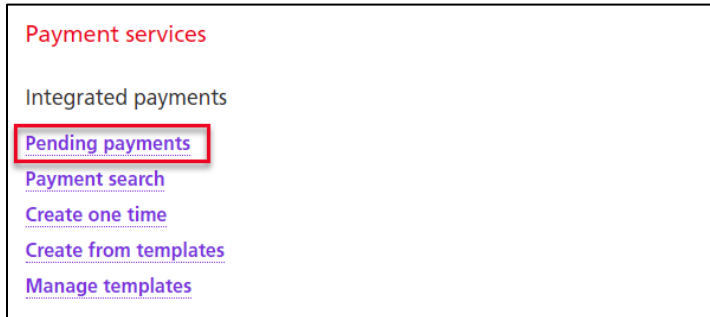 Payment services
Integrated payments
Pending payments
Payment search
Create one time
Create from templates
Manage templates